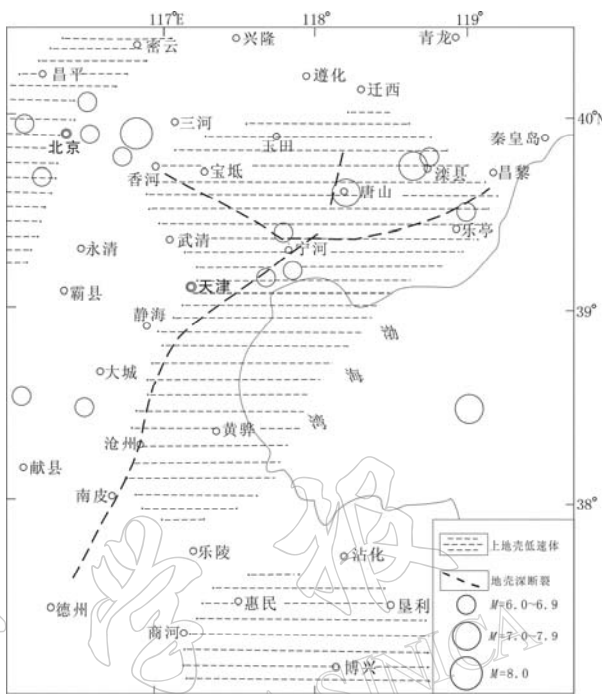 117°E
118°
119°
密云
兴隆
青龙
昌平
遵化
迁西
40°
三河
北京
玉田
秦皇岛
香河
宝坻
滦县
昌黎
唐山
永清
武清
宁河
乐亭
霸县
天津
39°
静海
渤
海
湾
大城
黄骅
沧州
献县
南皮
38°
上地壳低速体
乐陵
沾化
地壳深断裂
德州
惠民
垦利
M=6.0~6.9
商河
M=7.0~7.9
博兴
M=8.0